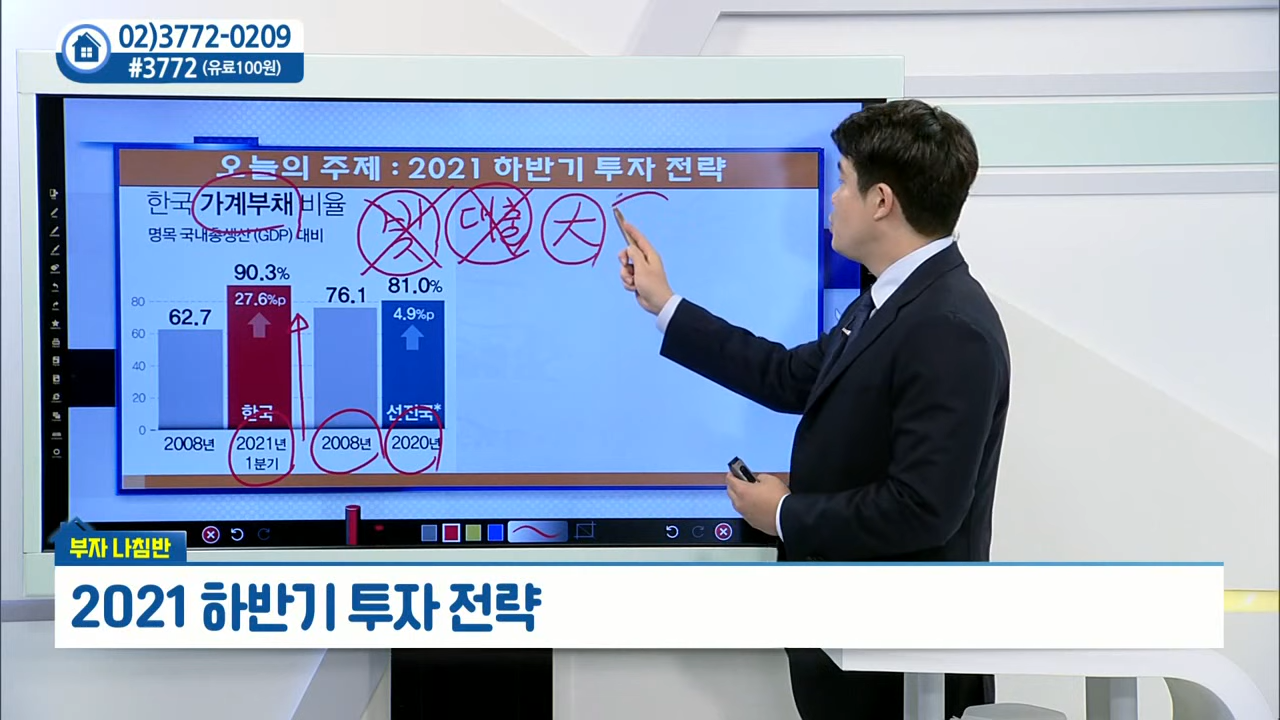 02)3772-0209
#3772 (유료100원)
오늘의 주제 : 2021 하반기 투자 전략
한국 가계부채 비율
명목 국내총생산(GDP) 대비
빚 대출 大
90.3%
81.0%
62.7
27.6%p
76.1
4.9%p
80
60
40
20
0
한국
선진국*
2008년
2021년
1분기
2008년
2020년
부자 나침반
2021 하반기 투자 전략